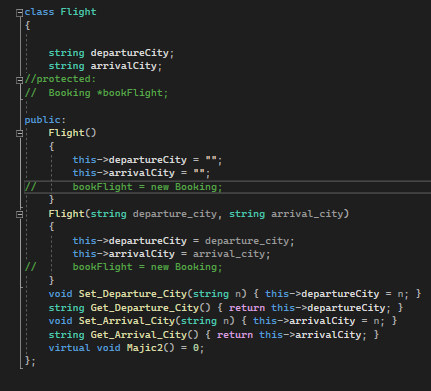 class Flight
{
string departureCity;
string arrivalCity;
//protected:
// Booking *bookFlight;
public:
Flight()
{
this->departureCity = "";
this->arrivalCity = "";
// bookFlight = new Booking;
}
Flight(string departure_city, string arrival_city)
{
this->departureCity = departure_city;
this->arrivalCity = arrival_city;
// bookFlight = new Booking;
}
void Set_Departure_City(string n) { this->departureCity = n; }
string Get_Departure_City() { return this->departureCity; }
void Set_Arrival_City(string n) { this->arrivalCity = n; }
string Get_Arrival_City() { return this->arrivalCity; }
virtual void Majic2() = 0;
};